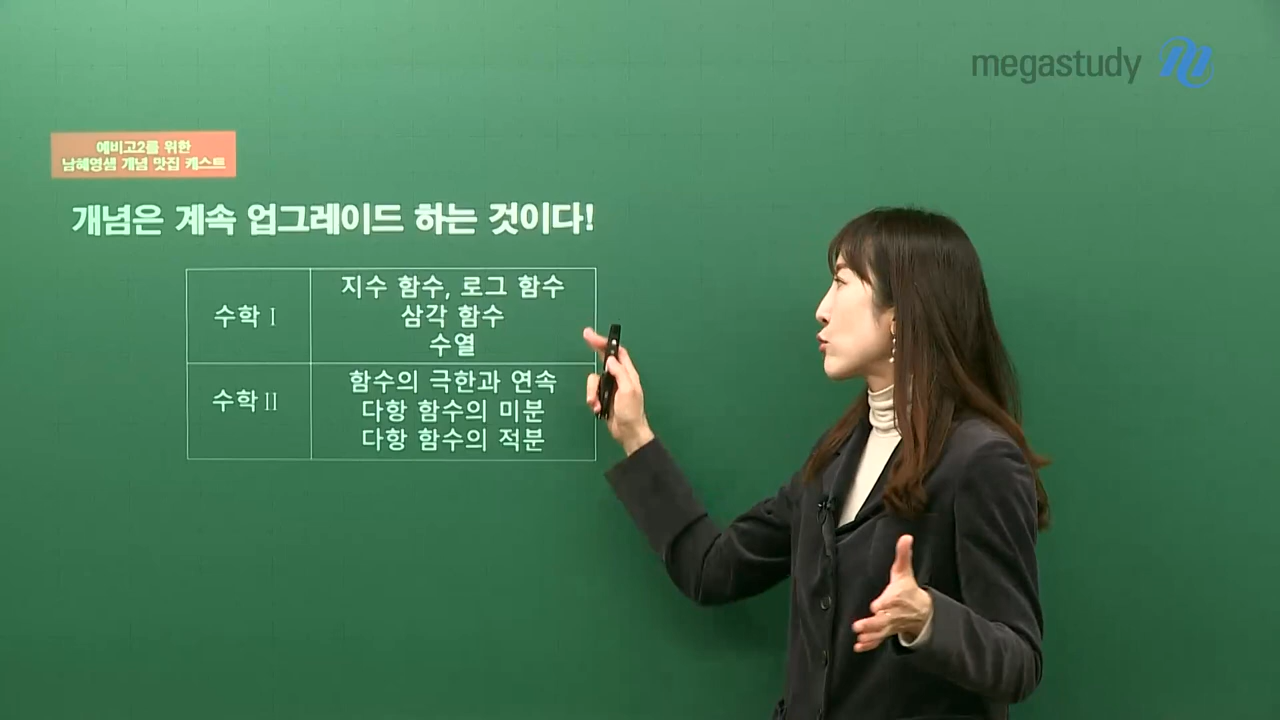 megastudy
예비고2를 위한
남혜영쌤 개념 맛집 캐스트
개념은 계속 업그레이드 하는 것이다!
수학 Ⅰ
지수 함수, 로그 함수
삼각 함수
수열
수학 Ⅱ
함수의 극한과 연속
다항 함수의 미분
다항 함수의 적분